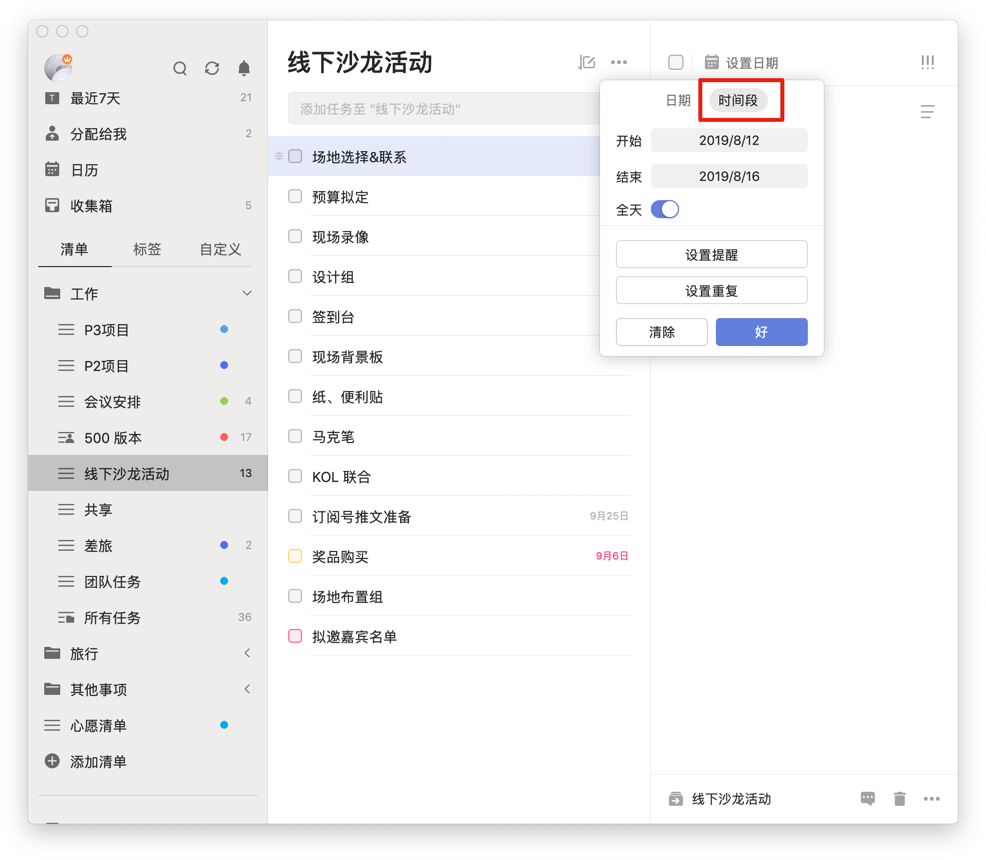 最近7天 21
分配给我 2
日历
收集箱 5
清单 标签 自定义
工作
P3项目
P2项目
会议安排 4
500 版本 17
线下沙龙活动 13
共享
差旅 2
团队任务
所有任务 36
旅行
其他事项
心愿清单
添加清单
线下沙龙活动
添加任务至 "线下沙龙活动"
场地选择&联系
预算拟定
现场录像
设计组
签到台
现场背景板
纸、便利贴
马克笔
KOL 联合
订阅号推文准备 9月25日
奖品购买 9月6日
场地布置组
拟邀嘉宾名单
设置日期
日期 时间段
开始 2019/8/12
结束 2019/8/16
全天
设置提醒
设置重复
清除 好
线下沙龙活动